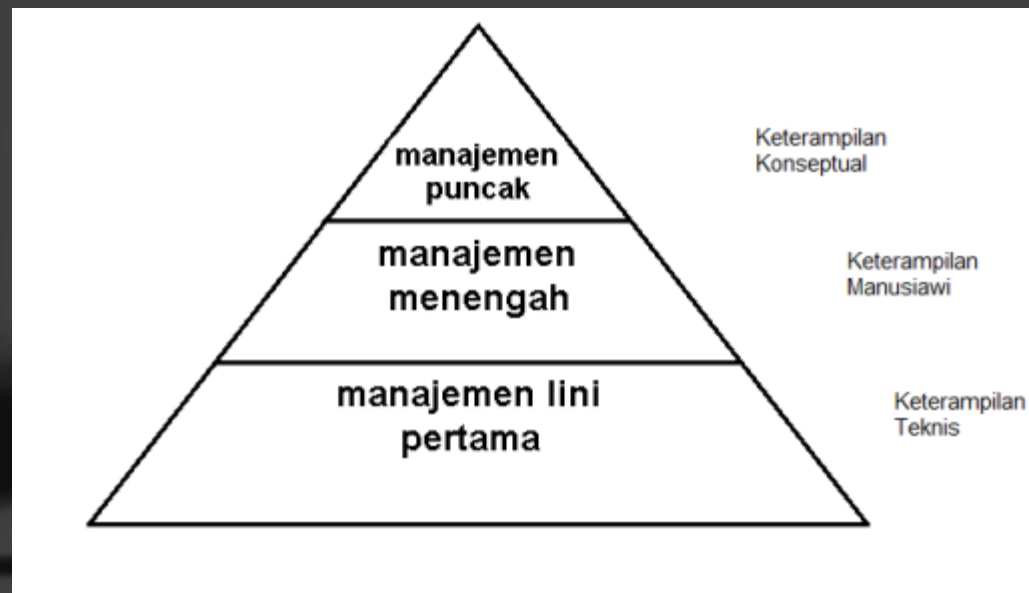 manajemen
puncak
Keterampilan
Konseptual
manajemen
menengah
Keterampilan
Manusiawi
manajemen lini
pertama
Keterampilan
Teknis